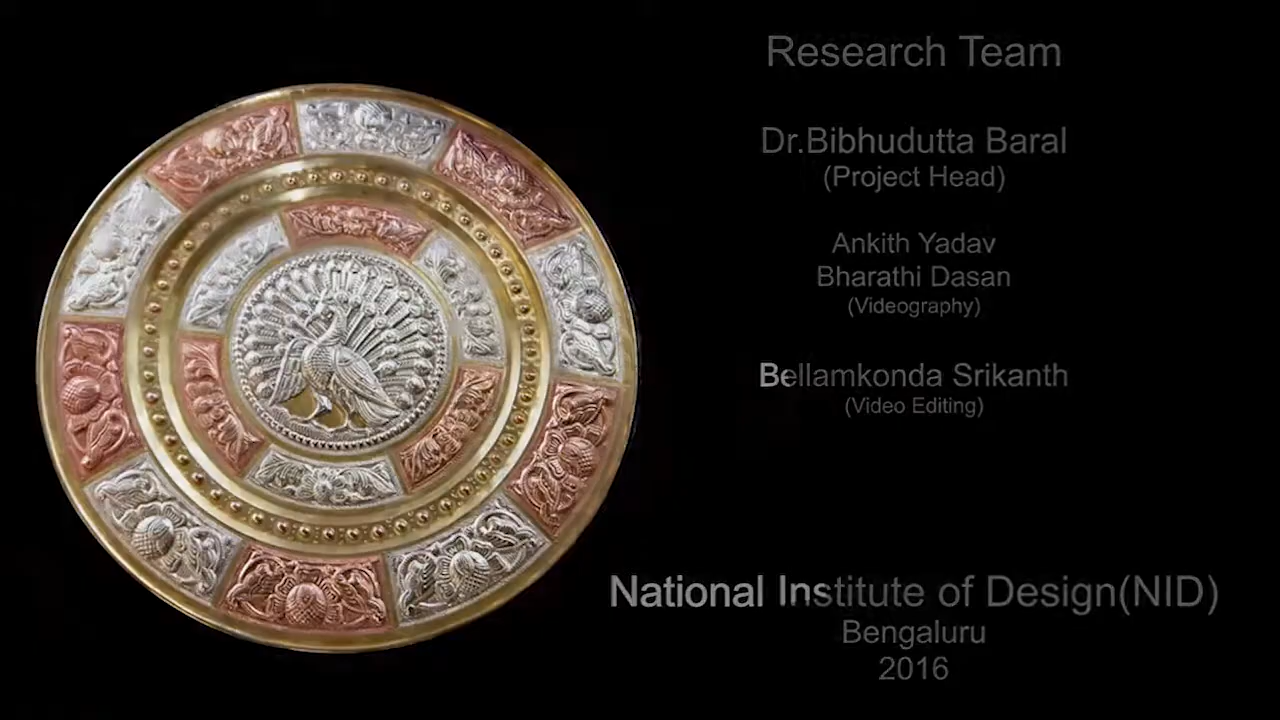 Research Team
Dr.Bibhudutta Baral
(Project Head)
Ankith Yadav
Bharathi Dasan
(Videography)
Bellamkonda Srikanth
(Video Editing)
National Institute of Design(NID)
Bengaluru
2016